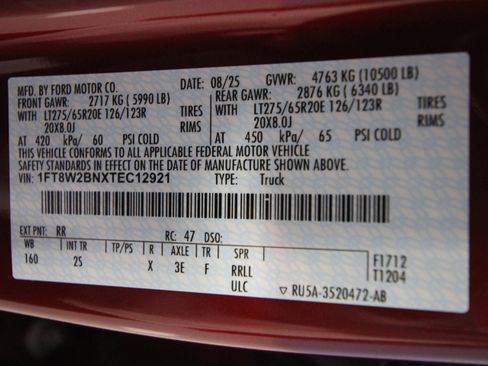 MFD. BY FORD MOTOR CO. 08/25 GVWR: 4763 KG (10500 LB)
FRONT GAWR: 2717 KG (5990 LB) REAR GAWR: 2876 KG (6340 LB)
WITH LT275/65R20E 126/123R TIRES WITH LT275/65R20E 126/123R TIRES
20X8.0J RIMS 20X8.0J RIMS
AT 420 kPa/ 60 PSI COLD AT 450 kPa/ 65 PSI COLD
THIS VEHICLE CONFORMS TO ALL APPLICABLE FEDERAL MOTOR VEHICLE
SAFETY STANDARDS IN EFFECT ON THE DATE OF MANUFACTURE SHOWN ABOVE.
VIN: 1FT8W2BNXTEC12921 TYPE: Truck
EXT PNT: RR RC: 47 DSO:
WB INT TR TP/PS R AXLE TR SPR F1712
160 2S X 3E F RRLL T1204
ULC ▽ RU5A-3520472-AB